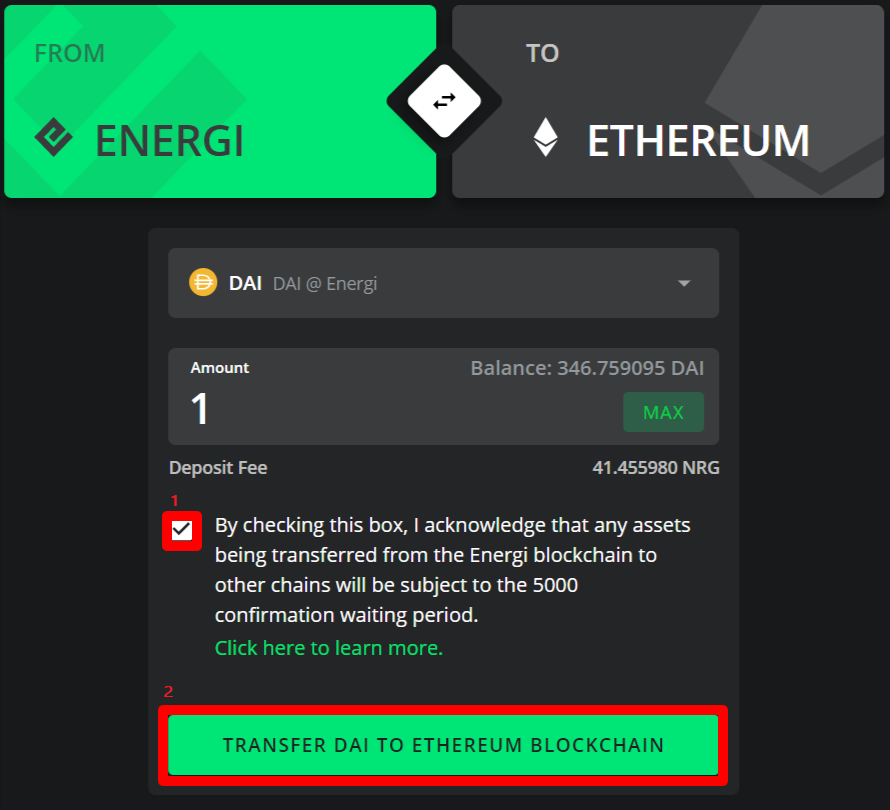 FROM
TO
ENERGI
ETHEREUM
DAI DAI @ Energi
Amount
Balance: 346.759095 DAI
1
MAX
Deposit Fee
41.455980 NRG
1
By checking this box, I acknowledge that any assets
being transferred from the Energi blockchain to
other chains will be subject to the 5000
confirmation waiting period.
Click here to learn more.
2
TRANSFER DAI TO ETHEREUM BLOCKCHAIN